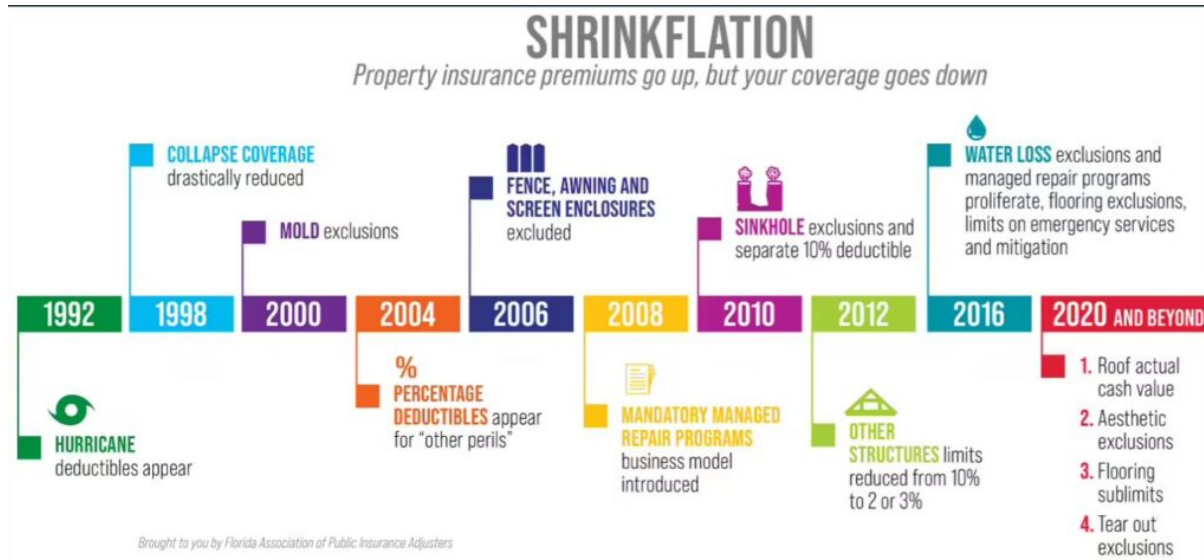 SHRINKFLATION
Property insurance premiums go up, but your coverage goes down
COLLAPSE COVERAGE
drastically reduced
MOLD exclusions
FENCE, AWNING AND
SCREEN ENCLOSURES
excluded
SINKHOLE exclusions and
separate 10% deductible
WATER LOSS exclusions and
managed repair programs
proliferate, flooring exclusions,
limits on emergency services
and mitigation
1992
1998
2000
2004
2006
2008
2010
2012
2016
2020 AND BEYOND
HURRICANE
deductibles appear
%
PERCENTAGE
DEDUCTIBLES appear
for "other perils"
MANDATORY MANAGED
REPAIR PROGRAMS
business model
introduced
OTHER
STRUCTURES limits
reduced from 10%
to 2 or 3%
1. Roof actual
cash value
2. Aesthetic
exclusions
3. Flooring
sublimits
4. Tear out
exclusions
Brought to you by Florida Association of Public Insurance Adjusters